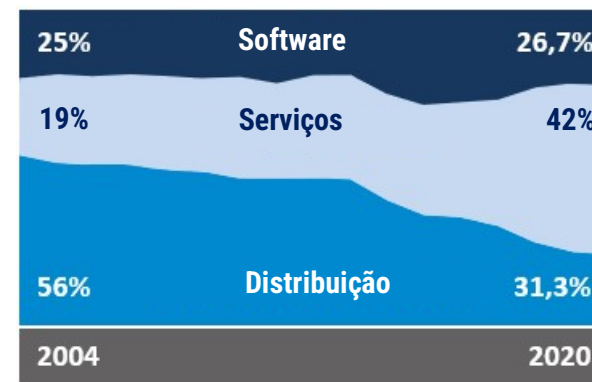 25% Software 26,7%
19% Serviços 42%
56% Distribuição 31,3%
2004 2020